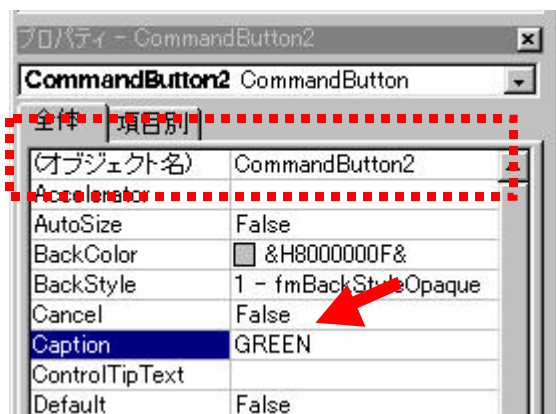 プロパティ - CommandButton2
CommandButton2 CommandButton
全体 項目別
(オブジェクト名) CommandButton2
Accelerator
AutoSize False
BackColor &H8000000F&
BackStyle 1 - fmBackStyleOpaque
Cancel False
Caption GREEN
ControlTipText
Default False